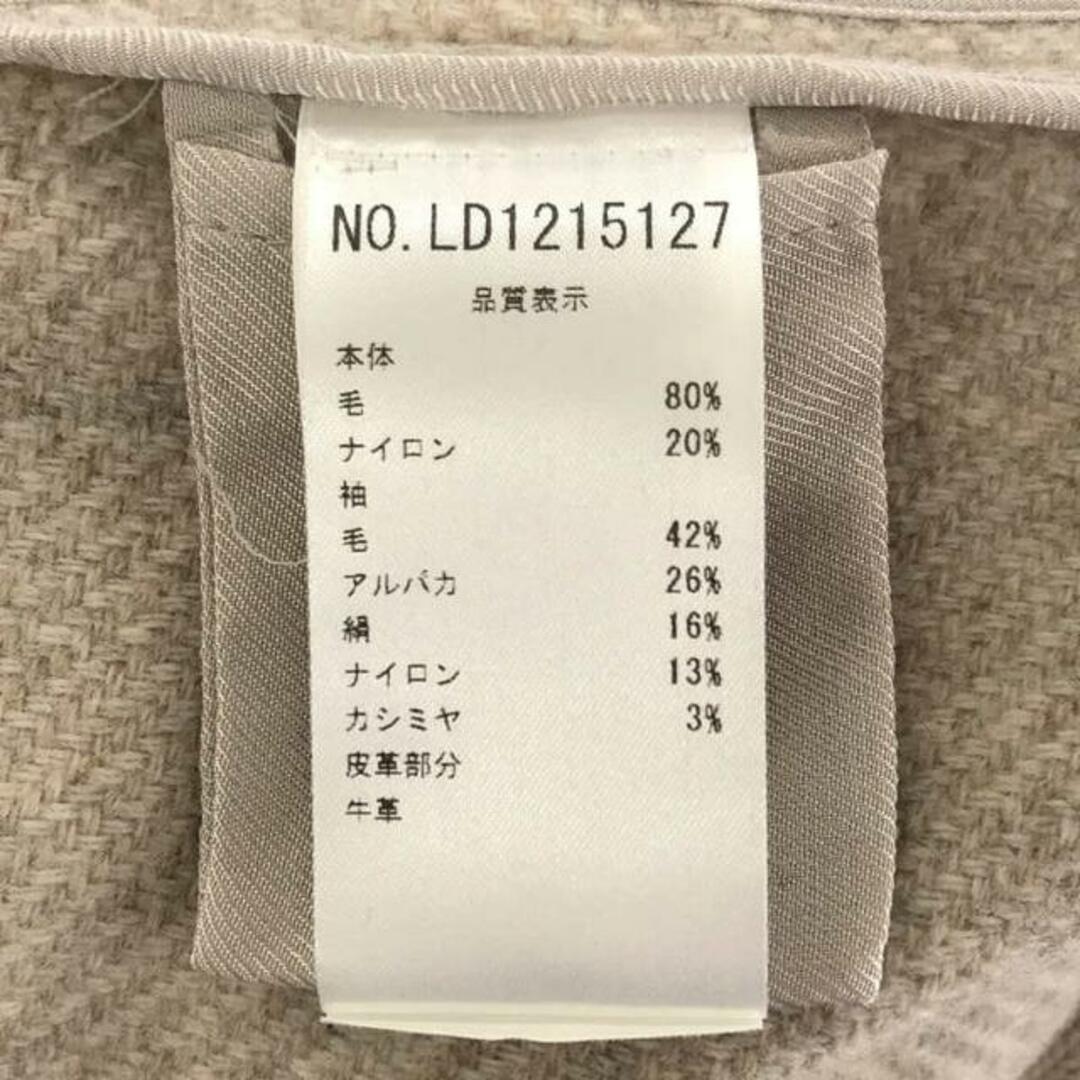 NO.LD1215127
品質表示
本体
毛 80%
ナイロン 20%
袖
毛 42%
アルパカ 26%
絹 16%
ナイロン 13%
カシミヤ 3%
皮革部分
牛革